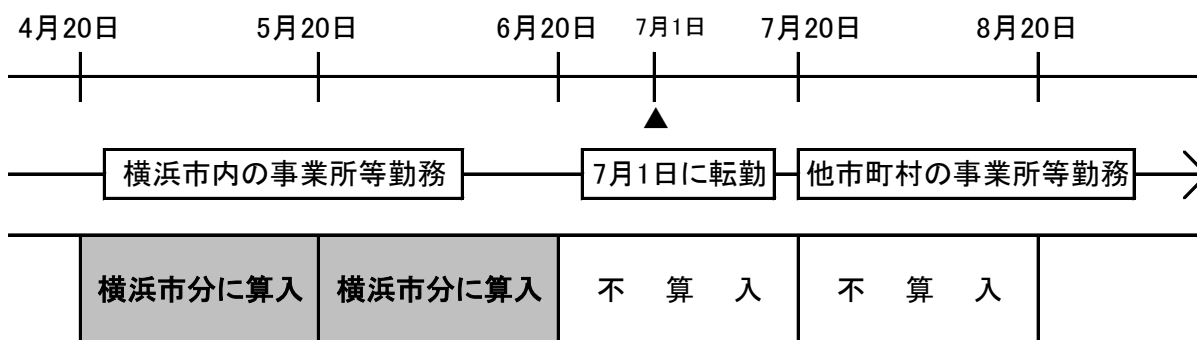 4月20日 5月20日 6月20日 7月1日 7月20日 8月20日
▲
横浜市内の事業所等勤務 7月1日に転勤 他市町村の事業所等勤務
横浜市分に算入 横浜市分に算入 不 算 入 不 算 入